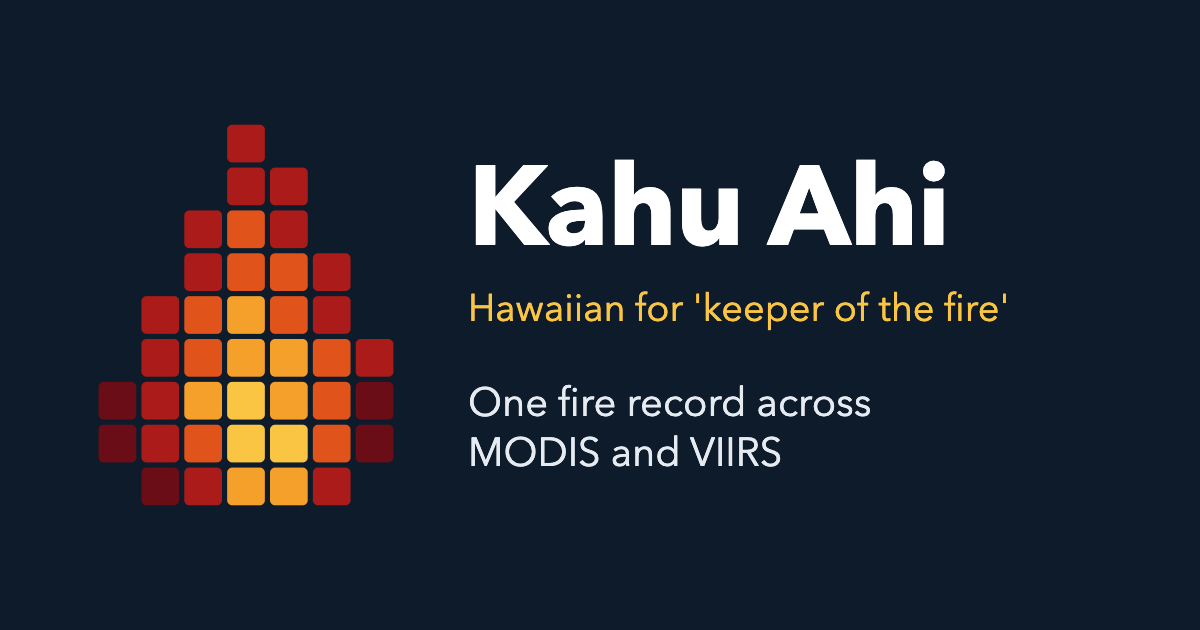 Kahu Ahi
Hawaiian for 'keeper of the fire'
One fire record across
MODIS and VIIRS